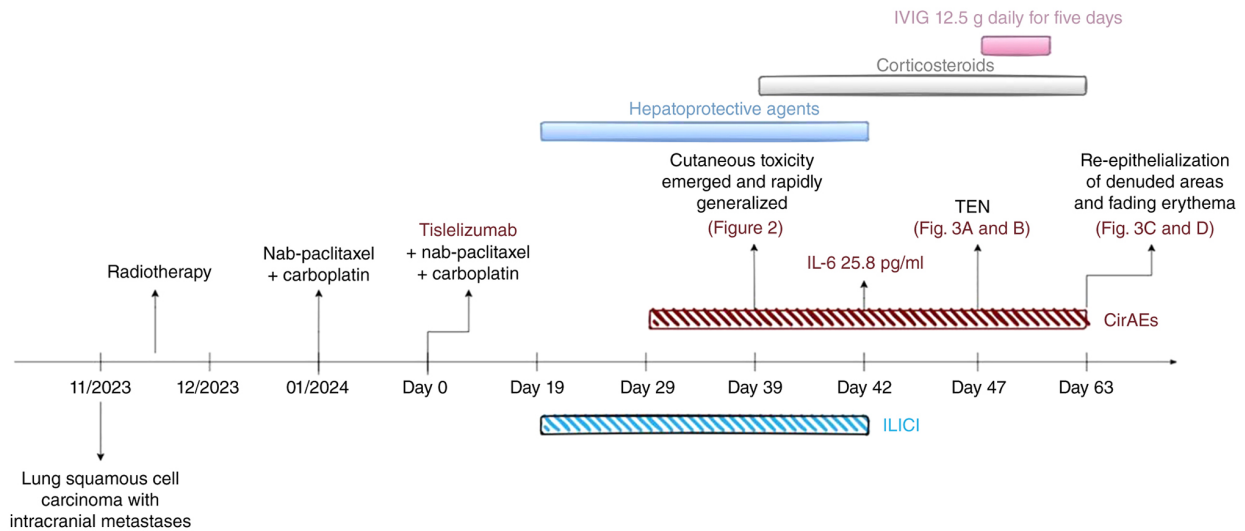 IVIG 12.5 g daily for five days
Corticosteroids
Hepatoprotective agents
Cutaneous toxicity
emerged and rapidly
generalized
(Figure 2)
Re-epithelialization
of denuded areas
and fading erythema
(Fig. 3C and D)
TEN
(Fig. 3A and B)
Tislelizumab
+ nab-paclitaxel
+ carboplatin
Nab-paclitaxel
+ carboplatin
Radiotherapy
IL-6 25.8 pg/ml
CirAEs
11/2023
12/2023
01/2024
Day 0
Day 19
Day 29
Day 39
Day 42
Day 47
Day 63
ILICI
Lung squamous cell
carcinoma with
intracranial metastases